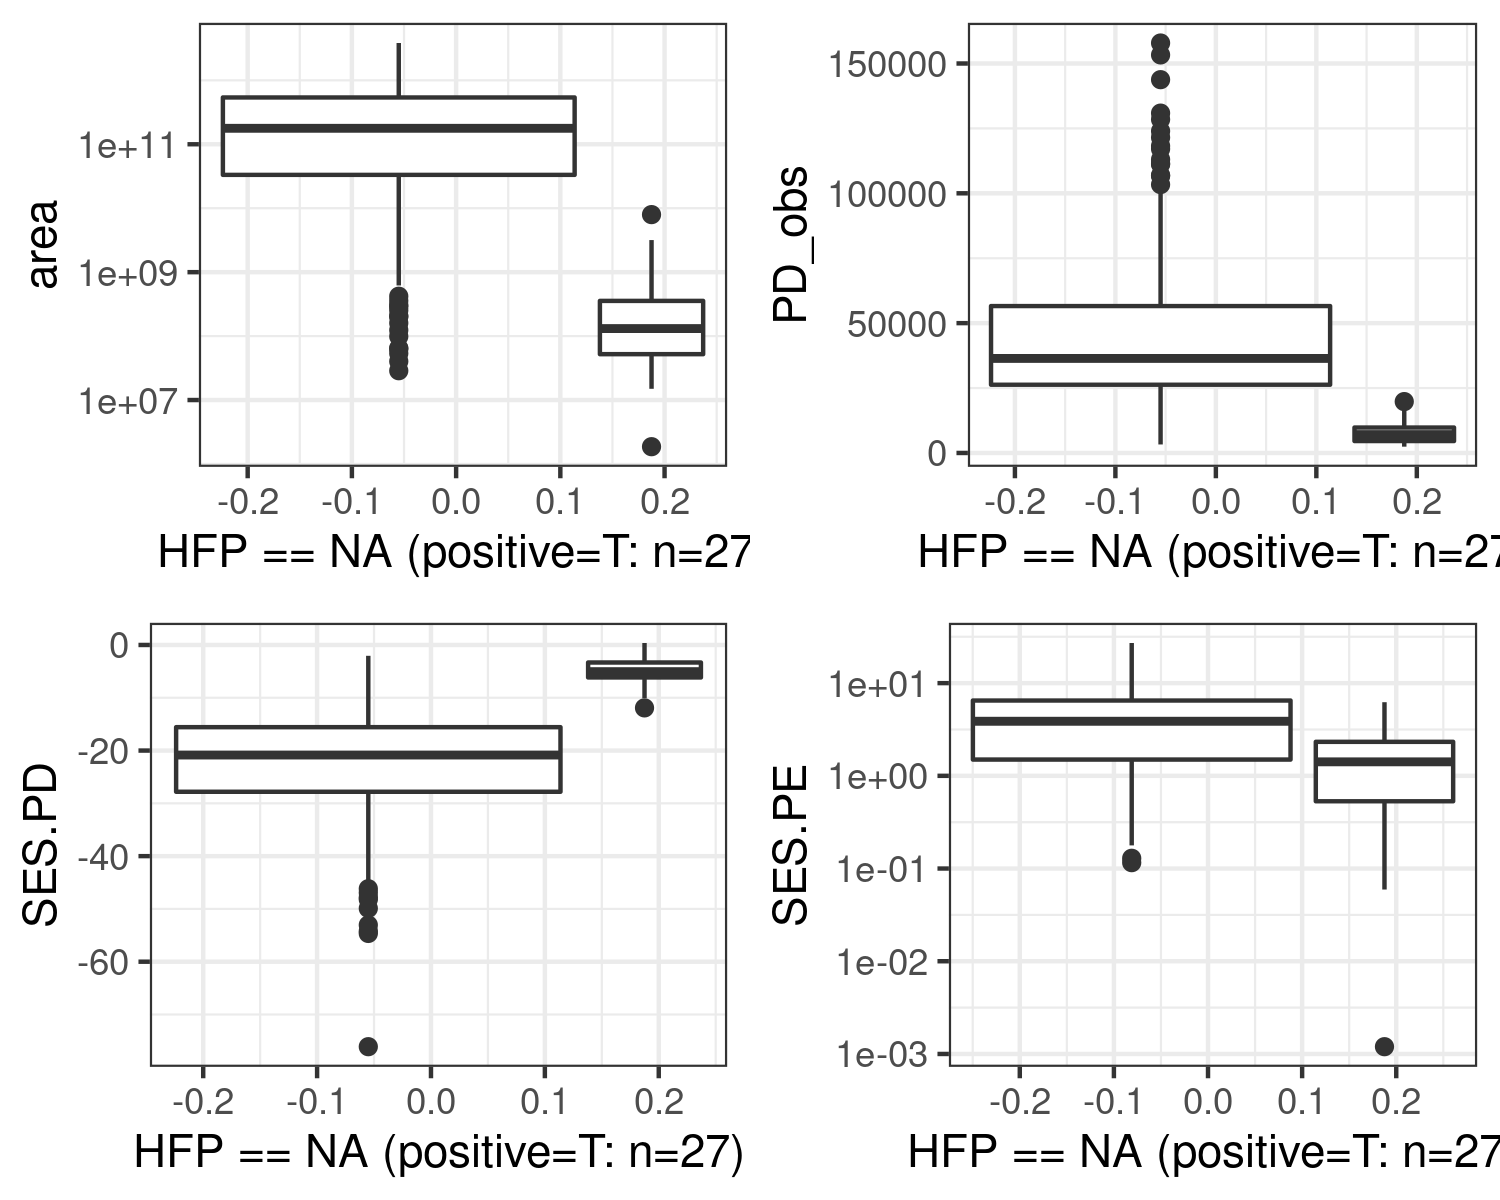 area
1e+11
1e+09
1e+07
-0.2 -0.1 0.0 0.1 0.2
HFP == NA (positive=T: n=27
PD_obs
150000
100000
50000
0
-0.2 -0.1 0.0 0.1 0.2
HFP == NA (positive=T: n=27
SES.PD
0
-20
-40
-60
-0.2 -0.1 0.0 0.1 0.2
HFP == NA (positive=T: n=27)
SES.PE
1e+01
1e+00
1e-01
1e-02
1e-03
-0.2 -0.1 0.0 0.1 0.2
HFP == NA (positive=T: n=27